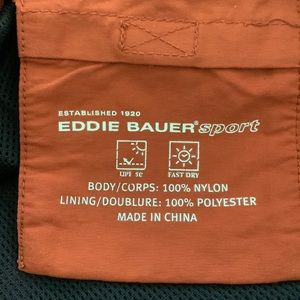 ESTABLISHED 1920
EDDIE BAUER® sport
UPF 50 FAST DRY
BODY/CORPS: 100% NYLON
LINING/DOUBLURE: 100% POLYESTER
MADE IN CHINA